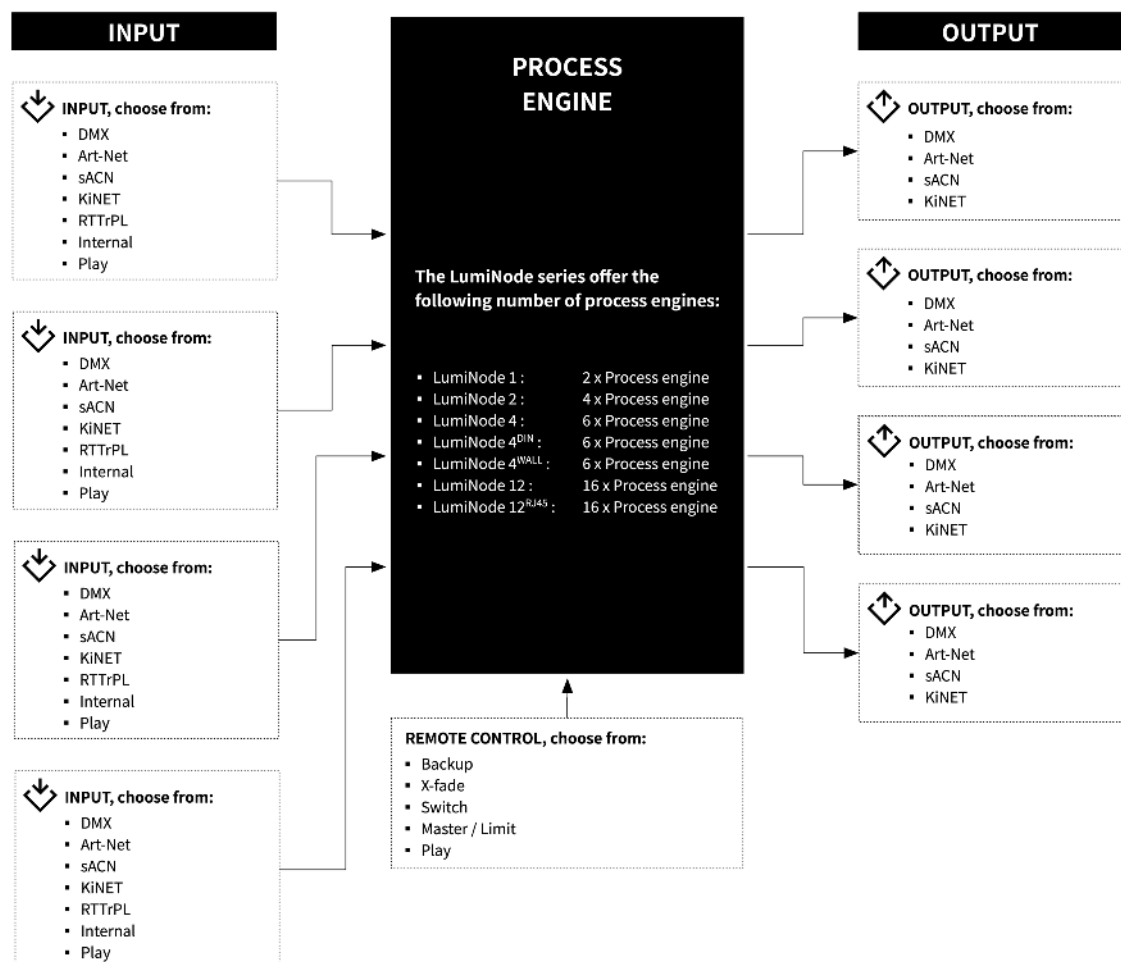 INPUT
INPUT, choose from:
▪ DMX
▪ Art-Net
▪ sACN
▪ KiNET
▪ RTTrPL
▪ Internal
▪ Play
INPUT, choose from:
▪ DMX
▪ Art-Net
▪ sACN
▪ KiNET
▪ RTTrPL
▪ Internal
▪ Play
INPUT, choose from:
▪ DMX
▪ Art-Net
▪ sACN
▪ KiNET
▪ RTTrPL
▪ Internal
▪ Play
INPUT, choose from:
▪ DMX
▪ Art-Net
▪ sACN
▪ KiNET
▪ RTTrPL
▪ Internal
▪ Play
PROCESS
ENGINE
The LumiNode series offer the
following number of process engines:
▪ LumiNode 1 : 2 x Process engine
▪ LumiNode 2 : 4 x Process engine
▪ LumiNode 4 : 6 x Process engine
▪ LumiNode 4DIN : 6 x Process engine
▪ LumiNode 4WALL : 6 x Process engine
▪ LumiNode 12 : 16 x Process engine
▪ LumiNode 12RJ45 : 16 x Process engine
REMOTE CONTROL, choose from:
▪ Backup
▪ X-fade
▪ Switch
▪ Master / Limit
▪ Play
OUTPUT
OUTPUT, choose from:
▪ DMX
▪ Art-Net
▪ sACN
▪ KiNET
OUTPUT, choose from:
▪ DMX
▪ Art-Net
▪ sACN
▪ KiNET
OUTPUT, choose from:
▪ DMX
▪ Art-Net
▪ sACN
▪ KiNET
OUTPUT, choose from:
▪ DMX
▪ Art-Net
▪ sACN
▪ KiNET